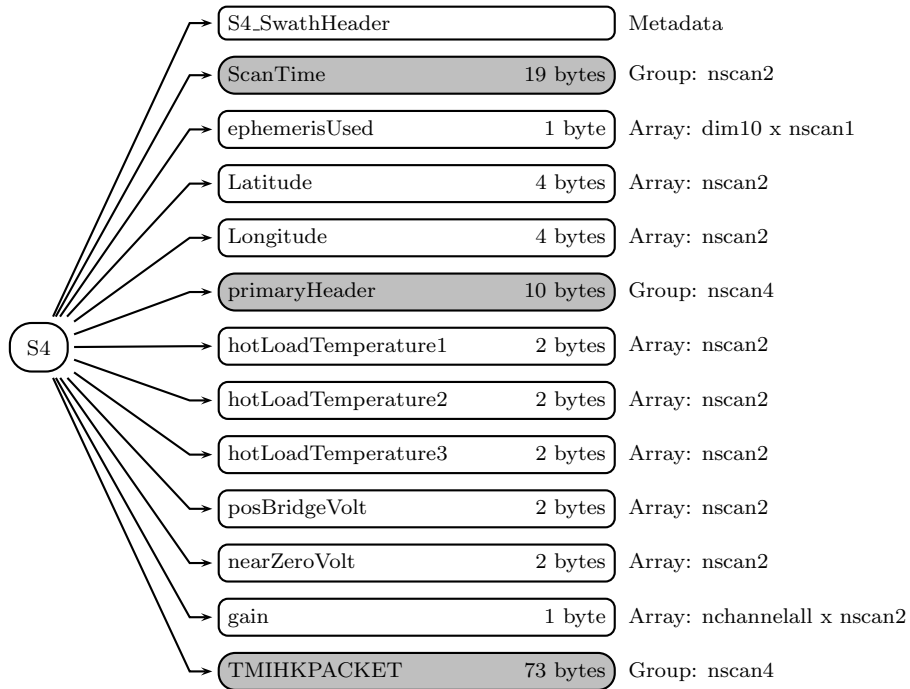 S4_SwathHeader Metadata
ScanTime 19 bytes Group: nscan2
ephemerisUsed 1 byte Array: dim10 x nscan1
Latitude 4 bytes Array: nscan2
Longitude 4 bytes Array: nscan2
primaryHeader 10 bytes Group: nscan4
S4
hotLoadTemperature1 2 bytes Array: nscan2
hotLoadTemperature2 2 bytes Array: nscan2
hotLoadTemperature3 2 bytes Array: nscan2
posBridgeVolt 2 bytes Array: nscan2
nearZeroVolt 2 bytes Array: nscan2
gain 1 byte Array: nchannelall x nscan2
TMIHKPACKET 73 bytes Group: nscan4